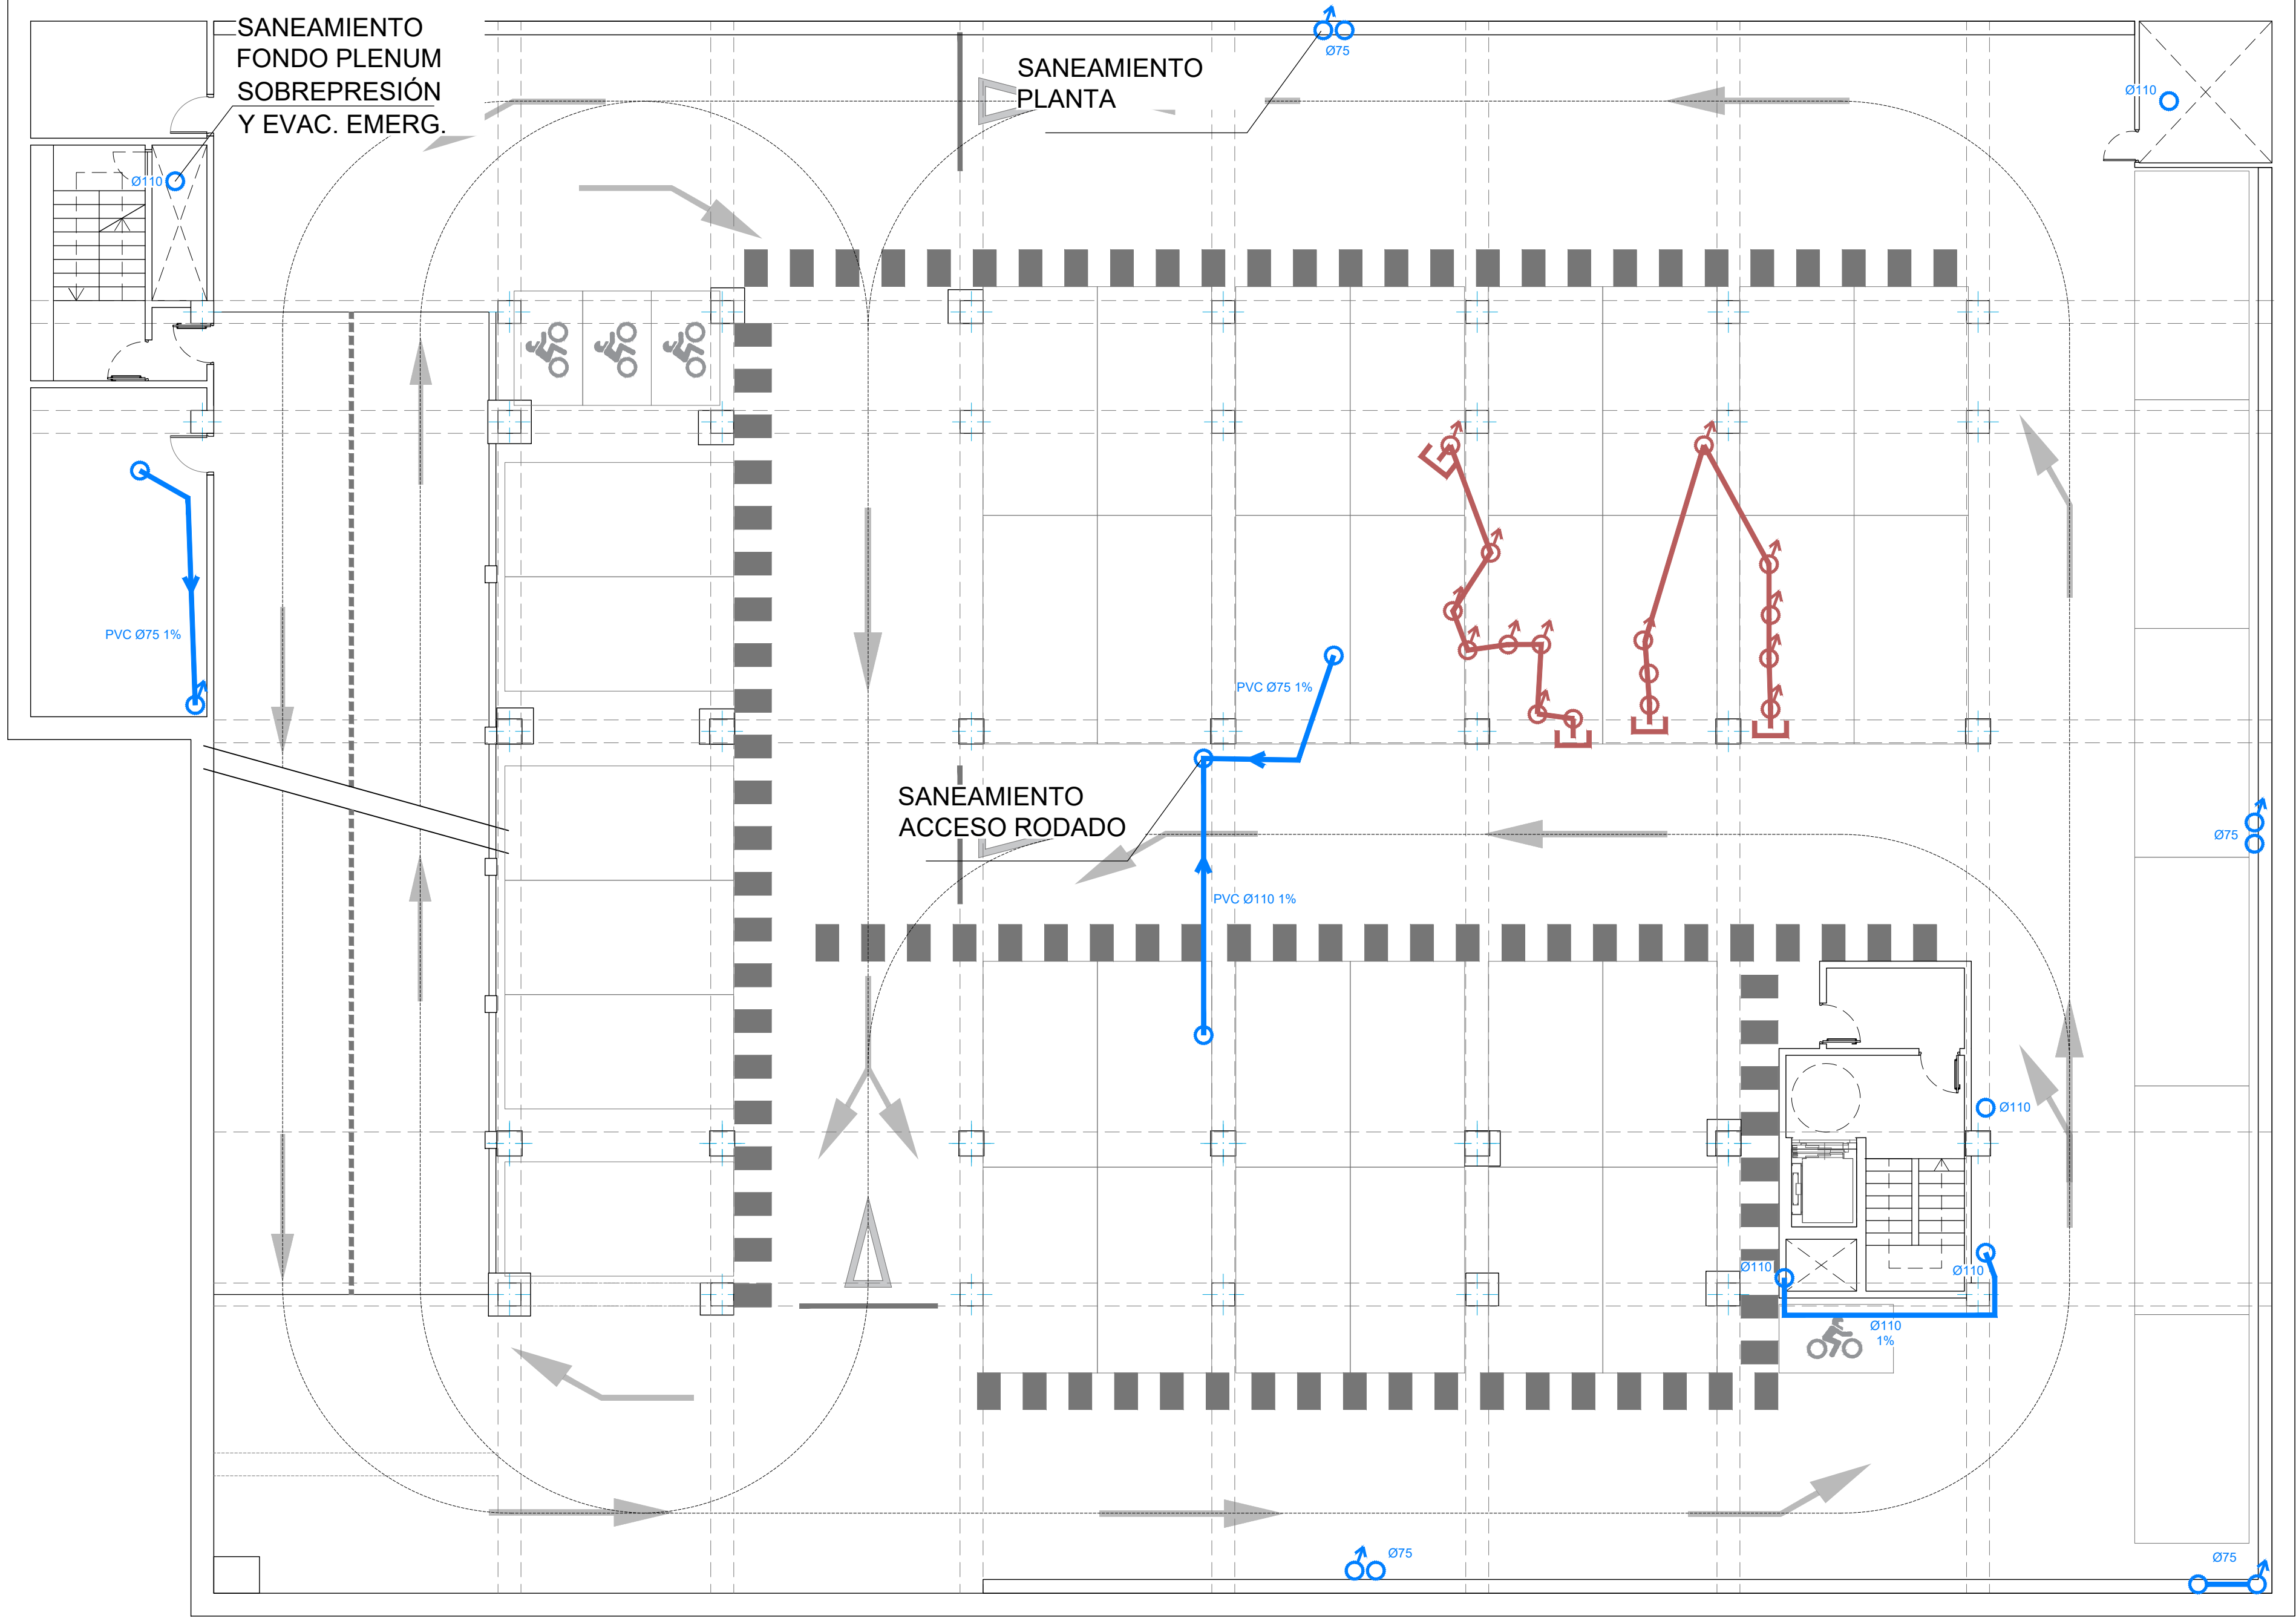 SANEAMIENTO
FONDO PLENUM
SOBREPRESIÓN
Y EVAC. EMERG.
Ø75
SANEAMIENTO
PLANTA
Ø110
Ø110
PVC Ø75 1%
PVC Ø75 1%
SANEAMIENTO
ACCESO RODADO
Ø75
PVC Ø110 1%
Ø110
Ø110
Ø110
Ø110
1%
Ø75
Ø75